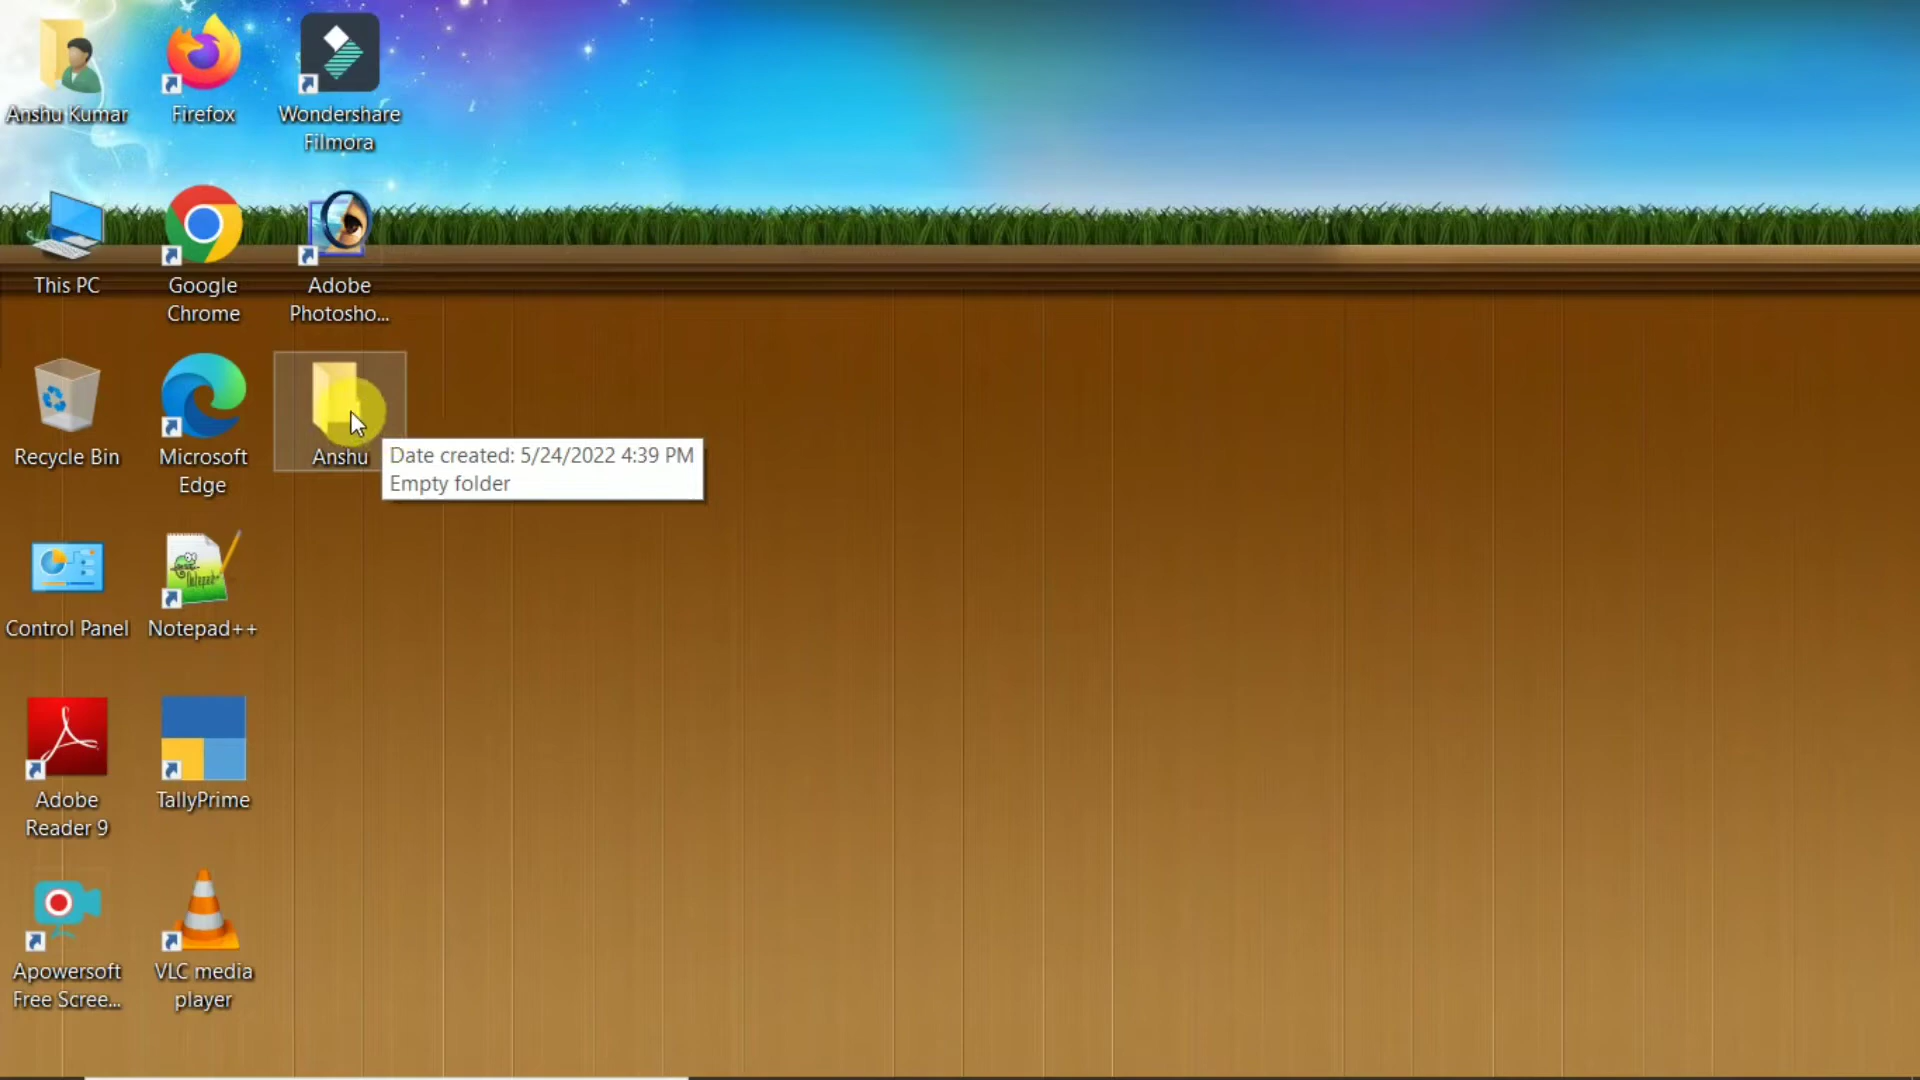 Anshu Kumar
Firefox
Wondershare
Filmora
This PC
Google
Chrome
Adobe
Photosho...
Recycle Bin
Microsoft
Edge
Anshu
Date created: 5/24/2022 4:39 PM
Empty folder
Control Panel
Notepad++
Adobe
Reader 9
TallyPrime
Apowersoft
Free Scree...
VLC media
player